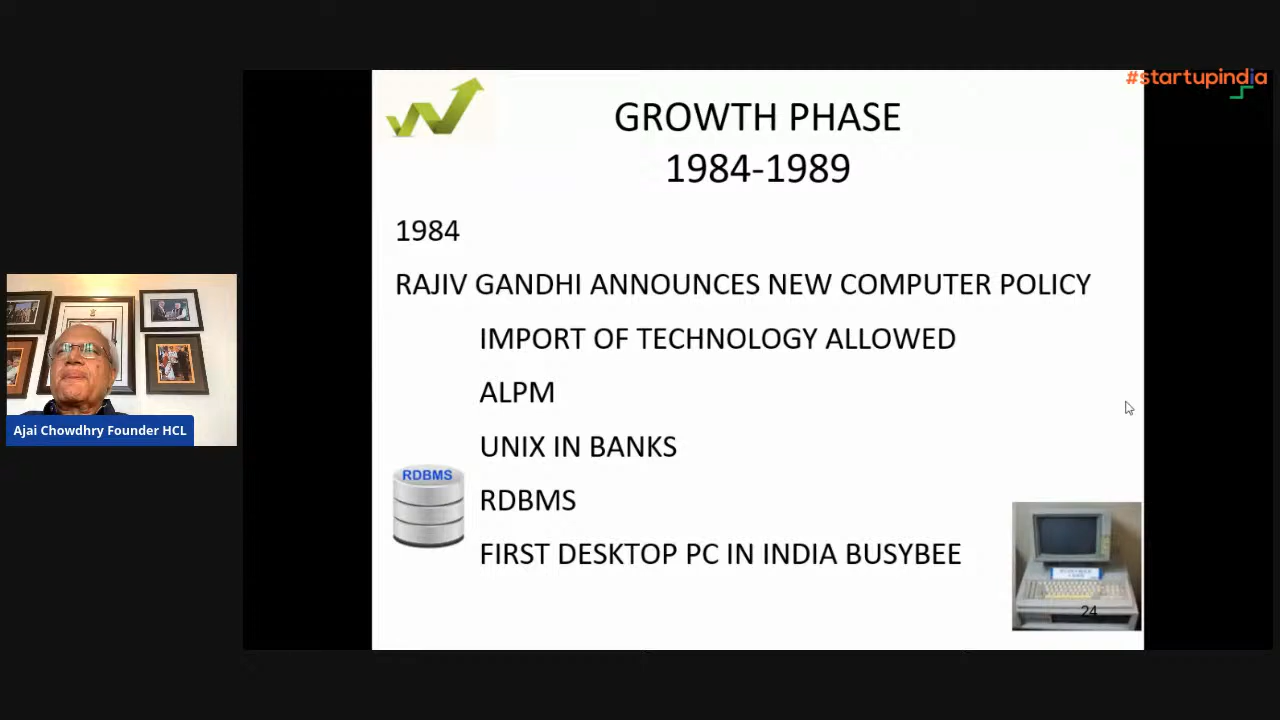 #startupindia
GROWTH PHASE
1984-1989
1984
RAJIV GANDHI ANNOUNCES NEW COMPUTER POLICY
IMPORT OF TECHNOLOGY ALLOWED
ALPM
UNIX IN BANKS
RDBMS
RDBMS
FIRST DESKTOP PC IN INDIA BUSYBEE
24
Ajai Chowdhry Founder HCL